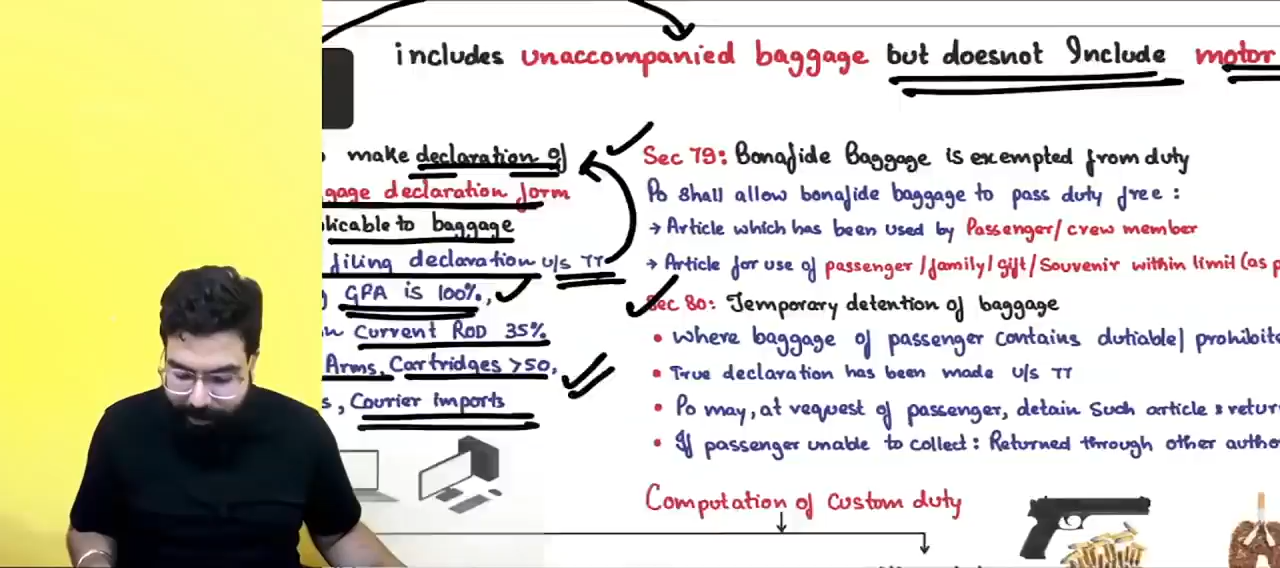 includes unaccompanied baggage but doesnot Include motor
make declaration of
gage declaration form
licable to baggage
filing declaration u/s 77
GPA is 100%,
Current ROD 35%
Arms, Cartridges >50,
s, Courier imports
Sec 79: Bonafide Baggage is exempted from duty
Po shall allow bonafide baggage to pass duty free :
→ Article which has been used by Passenger/ crew member
→ Article for use of passenger /family/gift/Souvenir within limit (as p
Sec 80: Temporary detention of baggage
• where baggage of passenger contains dutiable/ prohibite
• True declaration has been made u/s 77
• Po may, at request of passenger, detain Such article & retur
• If passenger unable to collect : Returned through other autho
Computation of Custom duty